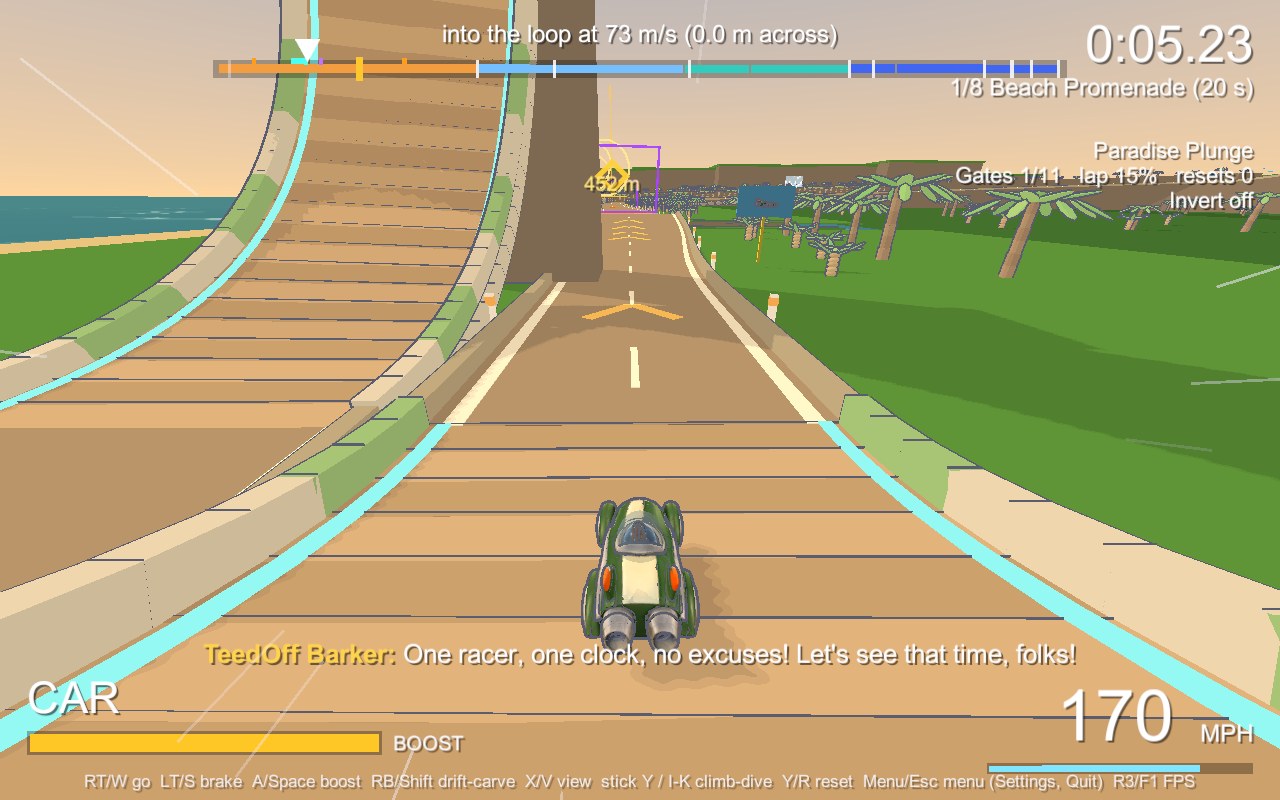 into the loop at 73 m/s (0.0 m across)
0:05.23
1/8 Beach Promenade (20 s)
Paradise Plunge
Gates 1/11 lap 15% resets 0
Invert off
452 m
TeedOff Barker: One racer, one clock, no excuses! Let's see that time, folks!
CAR
BOOST
170 MPH
RT/W go LT/S brake A/Space boost RB/Shift drift-carve X/V view stick Y / I-K climb-dive Y/R reset Menu/Esc menu (Settings, Quit) R3/F1 FPS